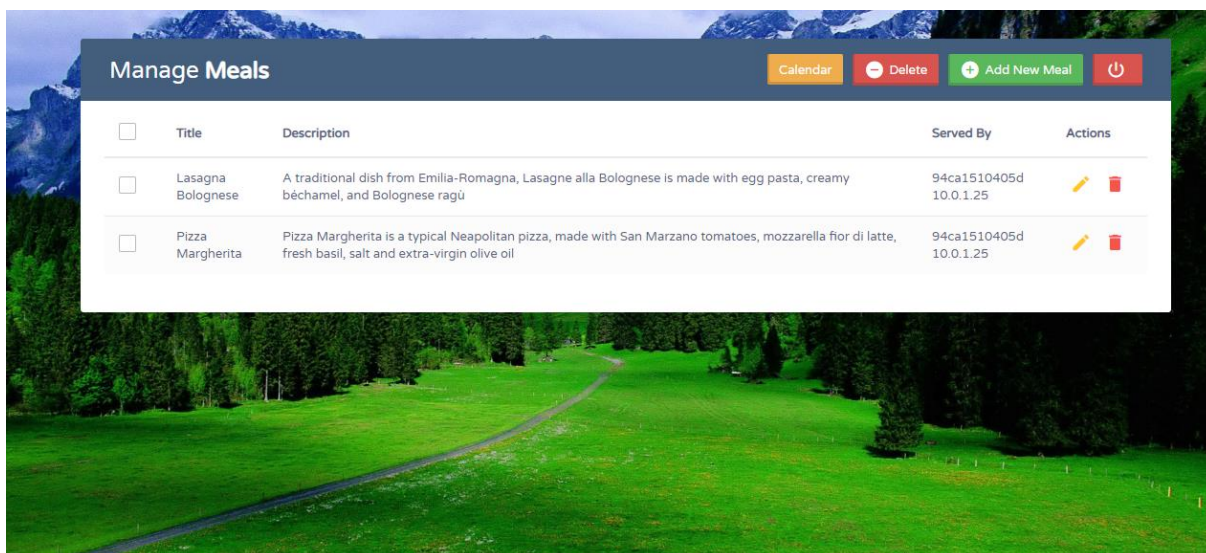 Manage Meals
Calendar
Delete
Add New Meal
Title
Description
Served By
Actions
Lasagna
Bolognese
A traditional dish from Emilia-Romagna, Lasagne alla Bolognese is made with egg pasta, creamy
béchamel, and Bolognese ragù
94ca1510405d
10.0.1.25
Pizza
Margherita
Pizza Margherita is a typical Neapolitan pizza, made with San Marzano tomatoes, mozzarella fior di latte,
fresh basil, salt and extra-virgin olive oil
94ca1510405d
10.0.1.25